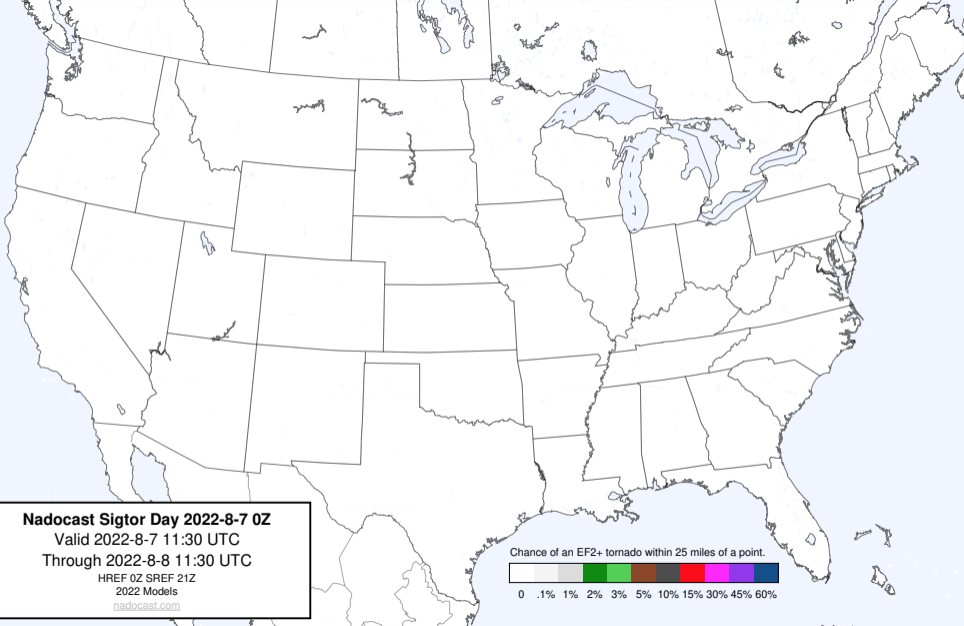 Nadocast Sigtor Day 2022-8-7 0Z
Valid 2022-8-7 11:30 UTC
Through 2022-8-8 11:30 UTC
HREF 0Z SREF 21Z
2022 Models
nadocast.com
Chance of an EF2+ tornado within 25 miles of a point.
0 .1% 1% 2% 3% 5% 10% 15% 30% 45% 60%